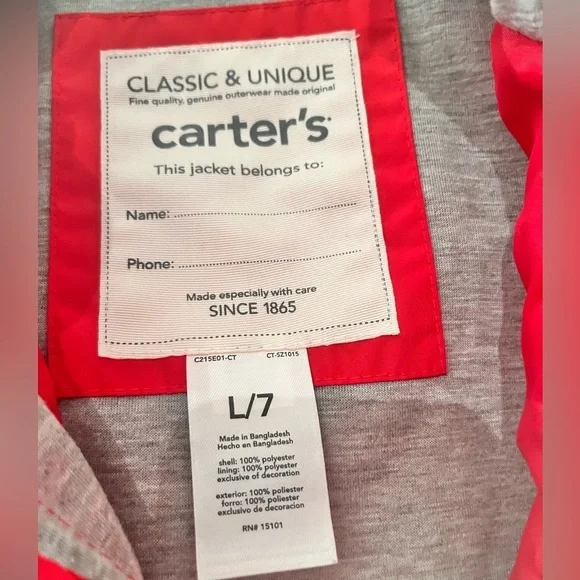 CLASSIC & UNIQUE
Fine quality, genuine outerwear made original
carter's
This jacket belongs to:
Name:
Phone:
Made especially with care
SINCE 1865
C215E01-CT CT-5Z1015
L/7
Made in Bangladesh
Hecho en Bangladesh
shell: 100% polyester
lining: 100% polyester
exclusive of decoration
exterior: 100% poliester
forro: 100% poliester
exclusivo de decoracion
RN# 15101